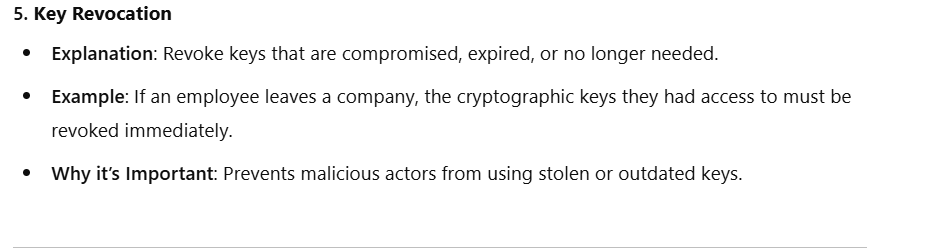 5. Key Revocation
• Explanation: Revoke keys that are compromised, expired, or no longer needed.
• Example: If an employee leaves a company, the cryptographic keys they had access to must be
revoked immediately.
• Why it’s Important: Prevents malicious actors from using stolen or outdated keys.